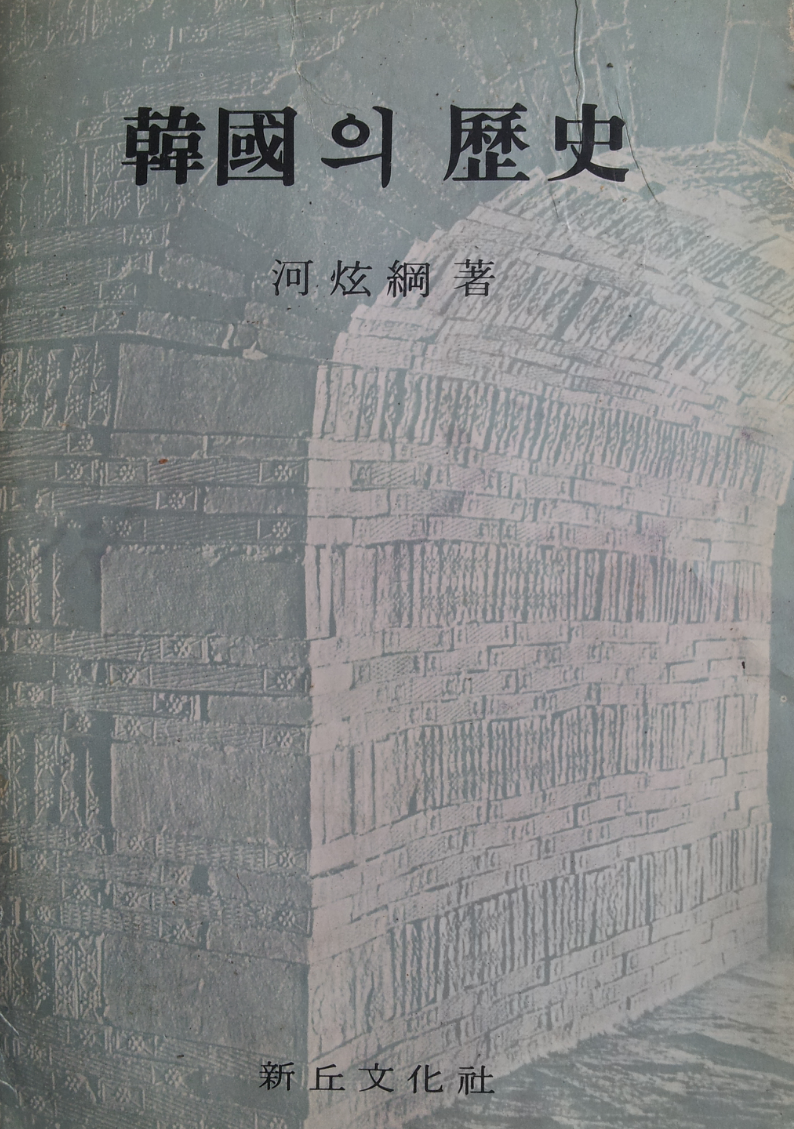 韓國의 歷史
河炫綱 著
新丘文化社